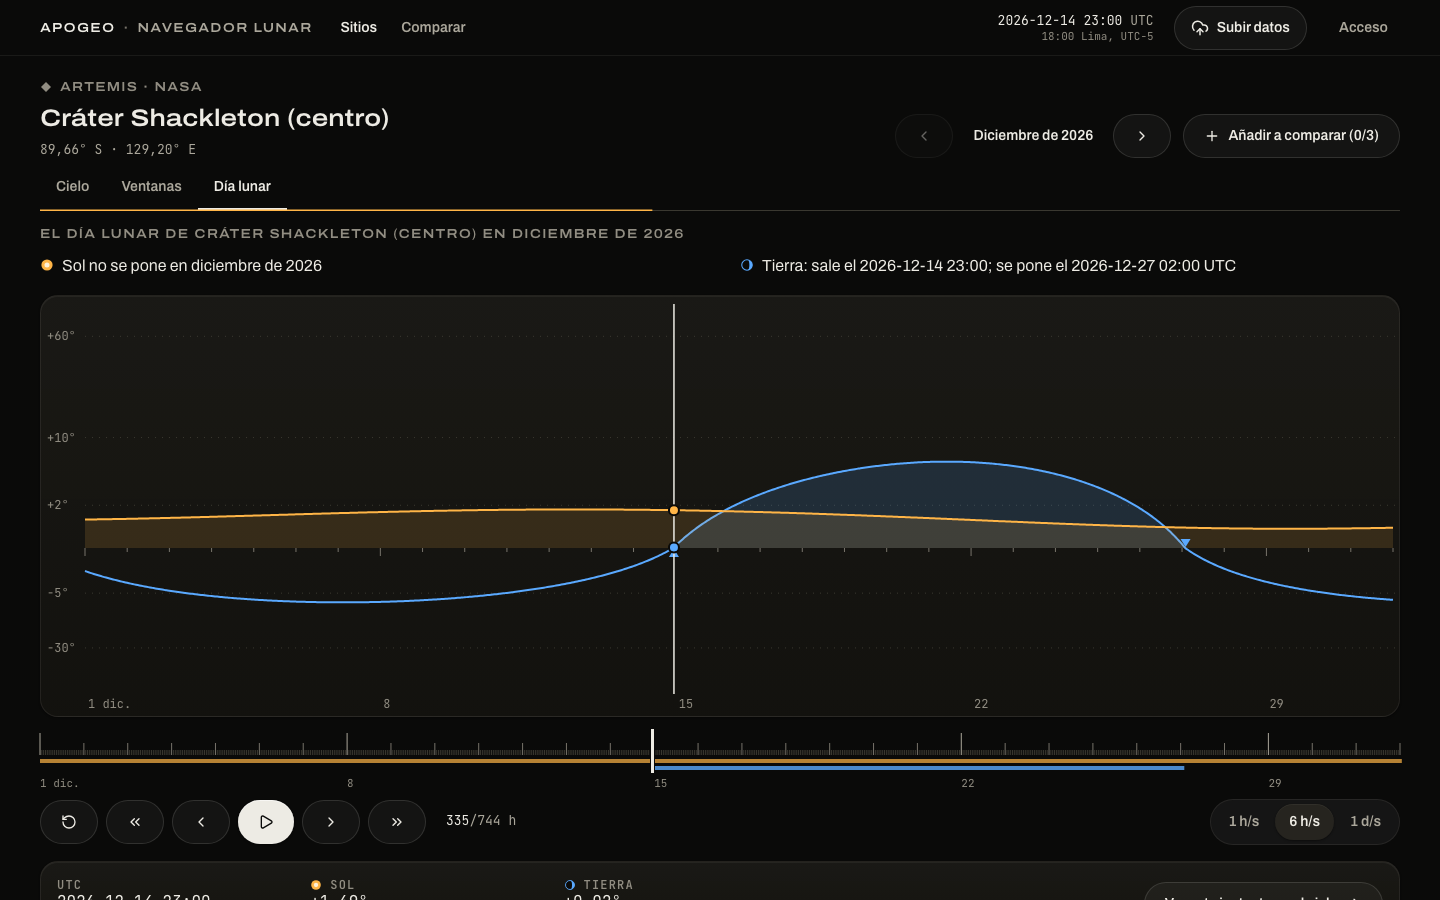 APOGEO · NAVEGADOR LUNAR
Sitios
Comparar
2026-12-14 23:00 UTC
18:00 Lima, UTC-5
Subir datos
Acceso
ARTEMIS · NASA
Cráter Shackleton (centro)
89,66° S · 129,20° E
Diciembre de 2026
Añadir a comparar (0/3)
Cielo
Ventanas
Día lunar
EL DÍA LUNAR DE CRÁTER SHACKLETON (CENTRO) EN DICIEMBRE DE 2026
Sol no se pone en diciembre de 2026
Tierra: sale el 2026-12-14 23:00; se pone el 2026-12-27 02:00 UTC
+60°
+10°
+2°
-5°
-30°
1 dic.
8
15
22
29
1 dic.
8
15
22
29
335/744 h
1 h/s
6 h/s
1 d/s
UTC
SOL
TIERRA
2026-12-14 23:00